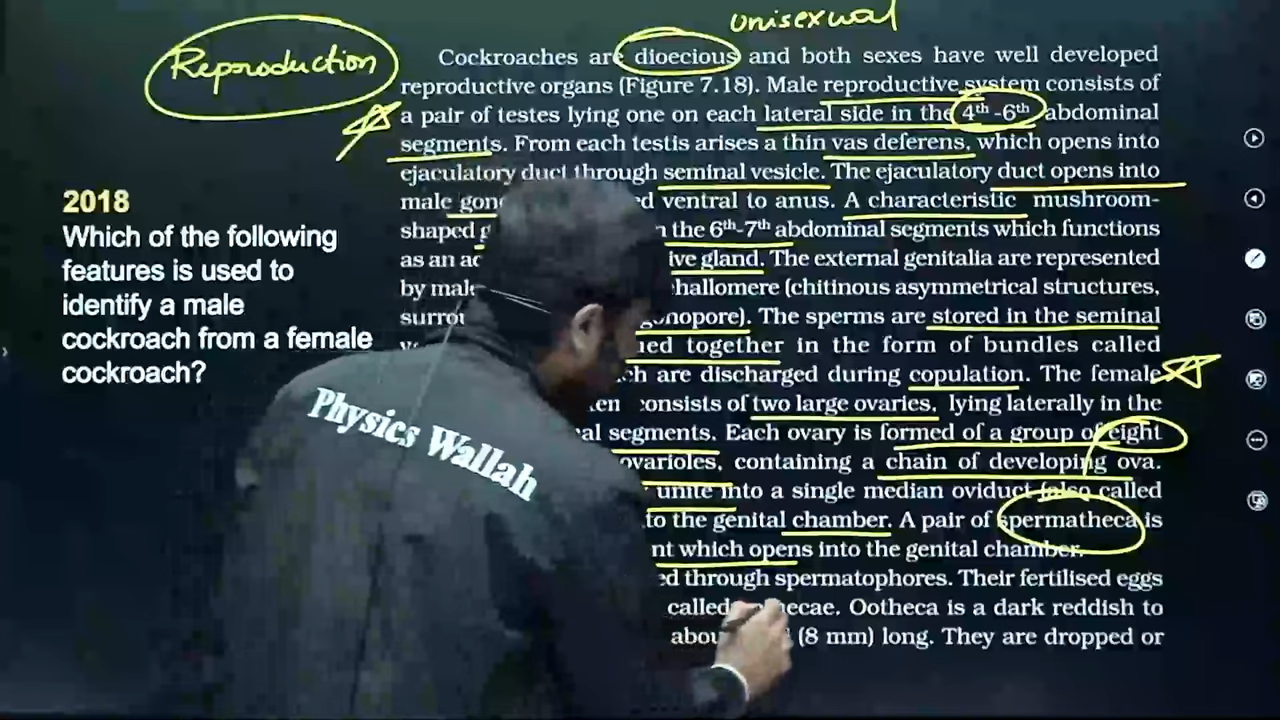 unisexual
Reproduction
Cockroaches are dioecious and both sexes have well developed
reproductive organs (Figure 7.18). Male reproductive system consists of
a pair of testes lying one on each lateral side in the 4th -6th abdominal
segments. From each testis arises a thin vas deferens, which opens into
ejaculatory duct through seminal vesicle. The ejaculatory duct opens into
male ventral to anus. A characteristic mushroom-
shaped the 6th-7th abdominal segments which functions
as an gland. The external genitalia are represented
by (chitinous asymmetrical structures,
gonopore). The sperms are stored in the seminal
together in the form of bundles called
are discharged during copulation. The female
consists of two large ovaries, lying laterally in the
segments. Each ovary is formed of a group of eight
ovarioles, containing a chain of developing ova.
unite into a single median oviduct (also called
to the genital chamber. A pair of spermatheca is
which opens into the genital chamber.
through spermatophores. Their fertilised eggs
called Ootheca is a dark reddish to
(8 mm) long. They are dropped or
2018
Which of the following
features is used to
identify a male
cockroach from a female
cockroach?
Physics Wallah